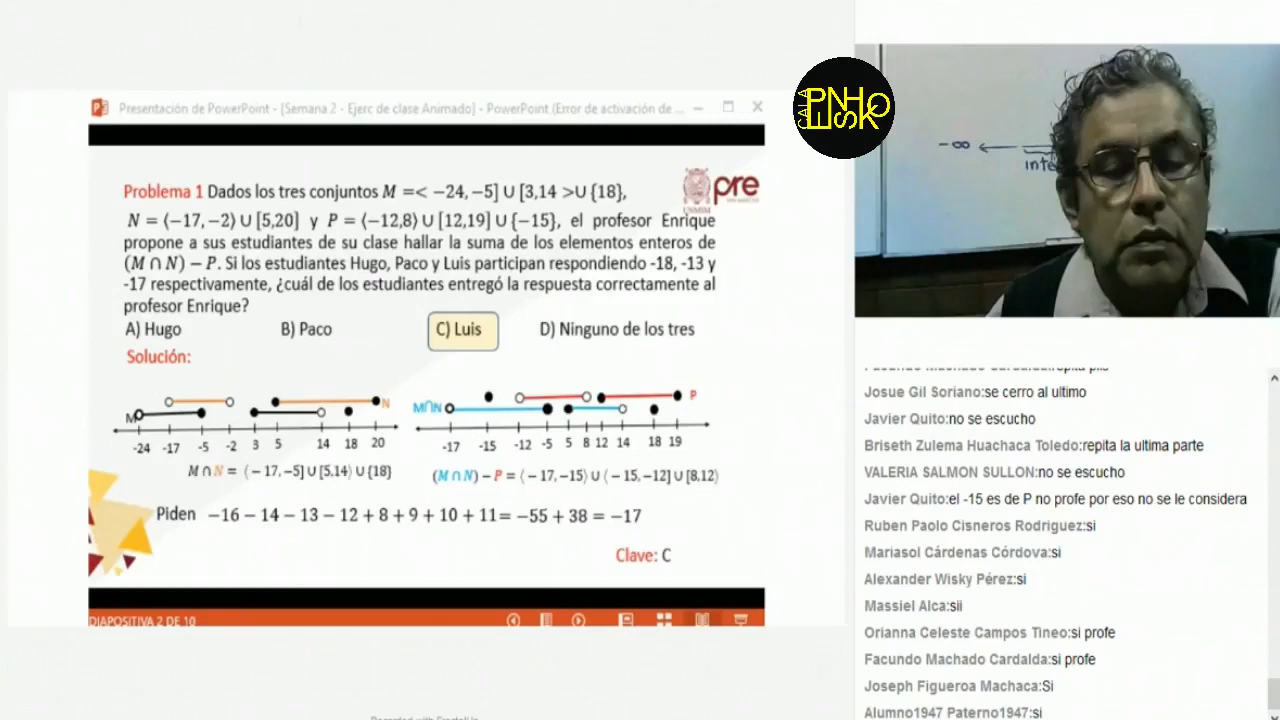 Presentación de PowerPoint - [Semana.2 - Ejerc de clase Animado] - PowerPoint (Error de activación de ...
Problema 1 Dados los tres conjuntos M =< −24, −5] ∪ [3,14 >∪ {18},
N = ⟨−17, −2⟩ ∪ [5,20] y P = ⟨−12,8⟩ ∪ [12,19] ∪ {−15}, el profesor Enrique
propone a sus estudiantes de su clase hallar la suma de los elementos enteros de
(M ∩ N) − P. Si los estudiantes Hugo, Paco y Luis participan respondiendo -18, -13 y
-17 respectivamente, ¿cuál de los estudiantes entregó la respuesta correctamente al
profesor Enrique?
A) Hugo B) Paco C) Luis D) Ninguno de los tres
Solución:
M N
-24 -17 -5 -2 3 5 14 18 20
M ∩ N = ⟨−17, −5] ∪ [5,14⟩ ∪ {18}
M∩N P
-17 -15 -12 -5 5 8 12 14 18 19
(M ∩ N) − P = ⟨−17, −15⟩ ∪ ⟨−15, −12] ∪ [8,12⟩
Piden −16 − 14 − 13 − 12 + 8 + 9 + 10 + 11= −55 + 38 = −17
Clave: C
pre
UNMSM
DIAPOSITIVA 2 DE 10
-∞
inte
Josue Gil Soriano:se cerro al ultimo
Javier Quito:no se escucho
Briseth Zulema Huachaca Toledo:repita la ultima parte
VALERIA SALMON SULLON:no se escucho
Javier Quito:el -15 es de P no profe por eso no se le considera
Ruben Paolo Cisneros Rodriguez:si
Mariasol Cárdenas Córdova:si
Alexander Wisky Pérez:si
Massiel Alca:sii
Orianna Celeste Campos Tineo:si profe
Facundo Machado Cardalda:si profe
Joseph Figueroa Machaca:Si
Alumno1947 Paterno1947:si